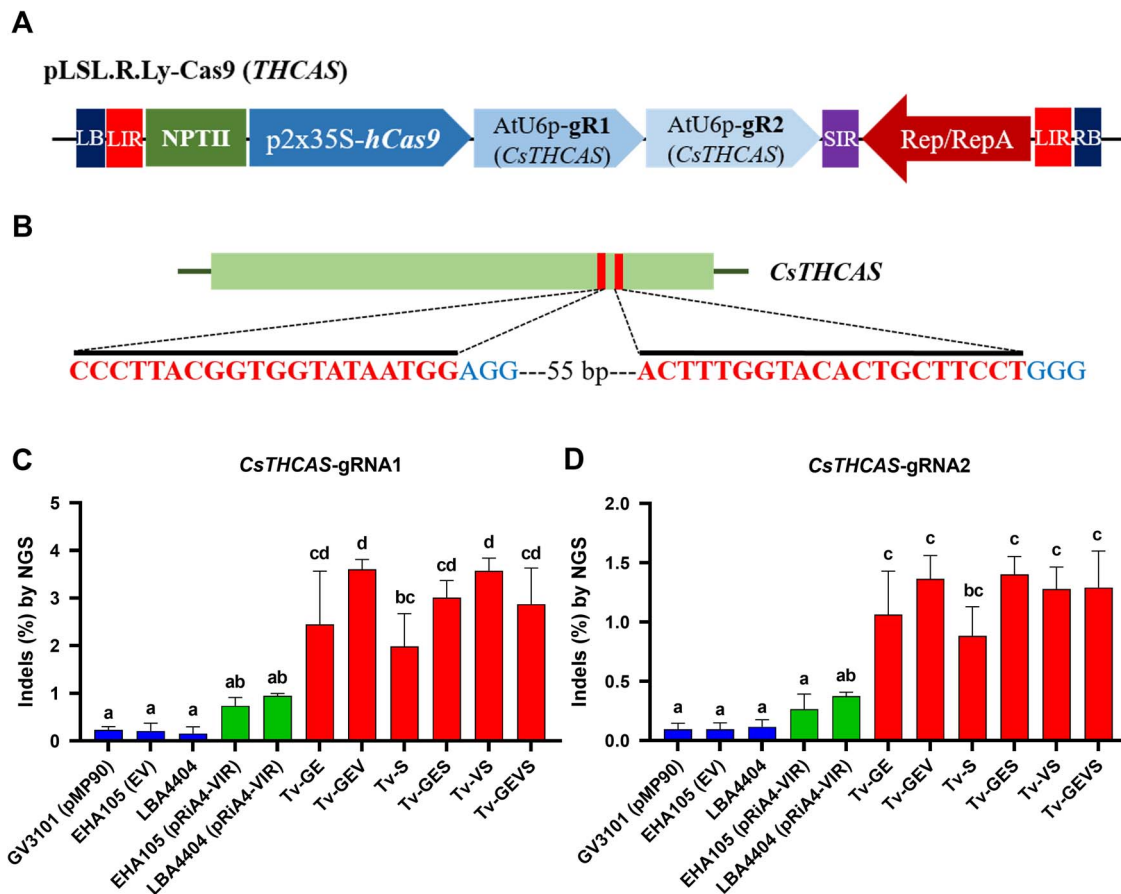 A
pLSL.R.Ly-Cas9 (THCAS)
LB LIR NPTII p2x35S-hCas9 AtU6p-gR1 (CsTHCAS) AtU6p-gR2 (CsTHCAS) SIR Rep/RepA LIR RB
B
CsTHCAS
CCCTTACGGTGGTATAATGGAGG---55 bp---ACTTTGGTACACTGCTTCCTGGG
C
CsTHCAS-gRNA1
Indels (%) by NGS
5
4
3
2
1
0
a a a ab ab cd d bc cd d cd
GV3101 (pMP90)
EHA105 (EV)
LBA4404
EHA105 (pRiA4-VIR)
LBA4404 (pRiA4-VIR)
Tv-GE
Tv-GEV
Tv-S
Tv-GES
Tv-VS
Tv-GEVS
D
CsTHCAS-gRNA2
Indels (%) by NGS
2.0
1.5
1.0
0.5
0.0
a a a a ab c c bc c c c
GV3101 (pMP90)
EHA105 (EV)
LBA4404
EHA105 (pRiA4-VIR)
LBA4404 (pRiA4-VIR)
Tv-GE
Tv-GEV
Tv-S
Tv-GES
Tv-VS
Tv-GEVS